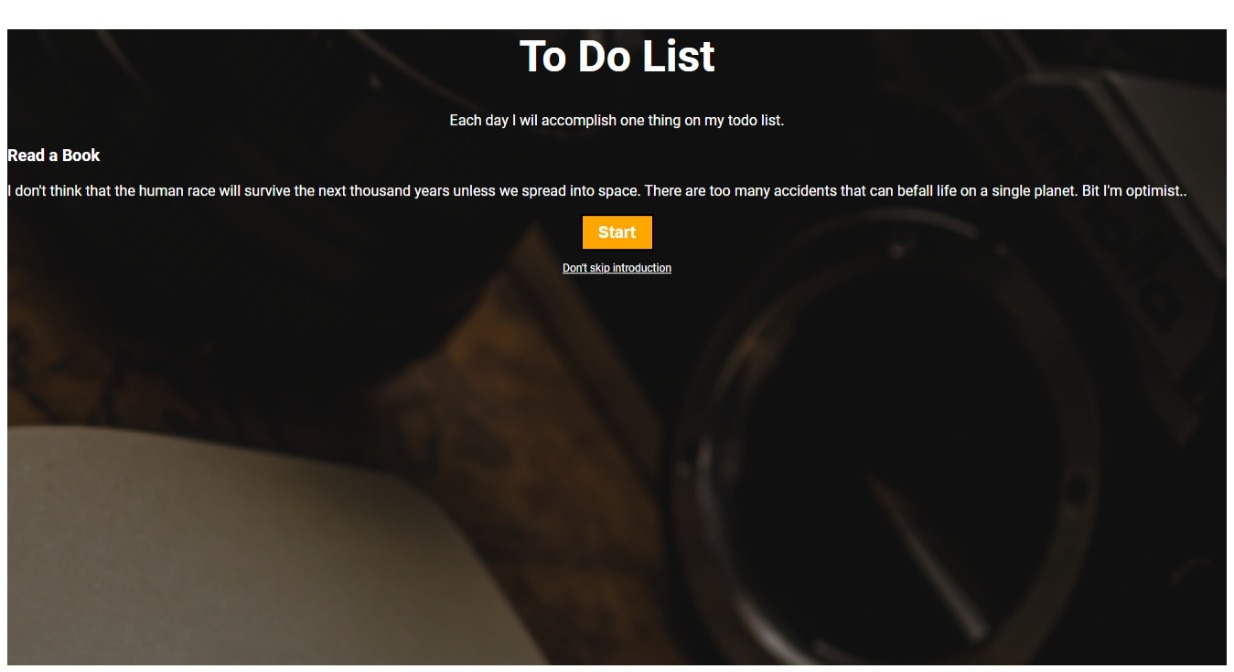 To Do List
Each day I wil accomplish one thing on my todo list.
Read a Book
I don't think that the human race will survive the next thousand years unless we spread into space. There are too many accidents that can befall life on a single planet. Bit I'm optimist..
Start
Don't skip introduction